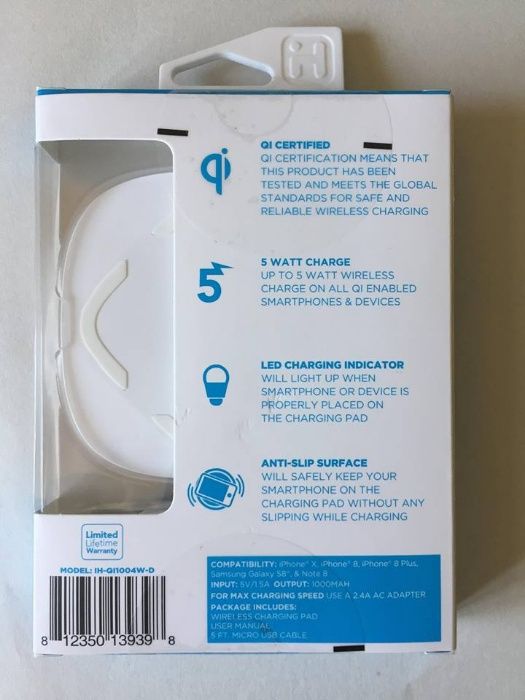 iH
QI CERTIFIED
qi
QI CERTIFICATION MEANS THAT
THIS PRODUCT HAS BEEN
TESTED AND MEETS THE GLOBAL
STANDARDS FOR SAFE AND
RELIABLE WIRELESS CHARGING
5
5 WATT CHARGE
UP TO 5 WATT WIRELESS
CHARGE ON ALL QI ENABLED
SMARTPHONES & DEVICES
LED CHARGING INDICATOR
WILL LIGHT UP WHEN
SMARTPHONE OR DEVICE IS
PROPERLY PLACED ON
THE CHARGING PAD
ANTI-SLIP SURFACE
WILL SAFELY KEEP YOUR
SMARTPHONE ON THE
CHARGING PAD WITHOUT ANY
SLIPPING WHILE CHARGING
Limited
Lifetime
Warranty
MODEL: IH-QI1004W-D
8 12350 13939 8
COMPATIBILITY: iPhone® X, iPhone® 8, iPhone® 8 Plus,
Samsung Galaxy S8™, & Note 8
INPUT: 5V/1.5A OUTPUT: 1000MAH
FOR MAX CHARGING SPEED USE A 2.4A AC ADAPTER
PACKAGE INCLUDES:
WIRELESS CHARGING PAD
USER MANUAL
5 FT. MICRO USB CABLE